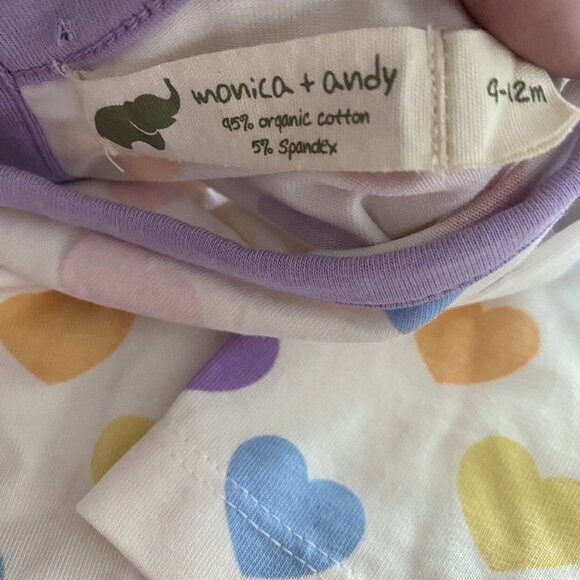 monica + andy
95% organic cotton
5% Spandex
9-12m